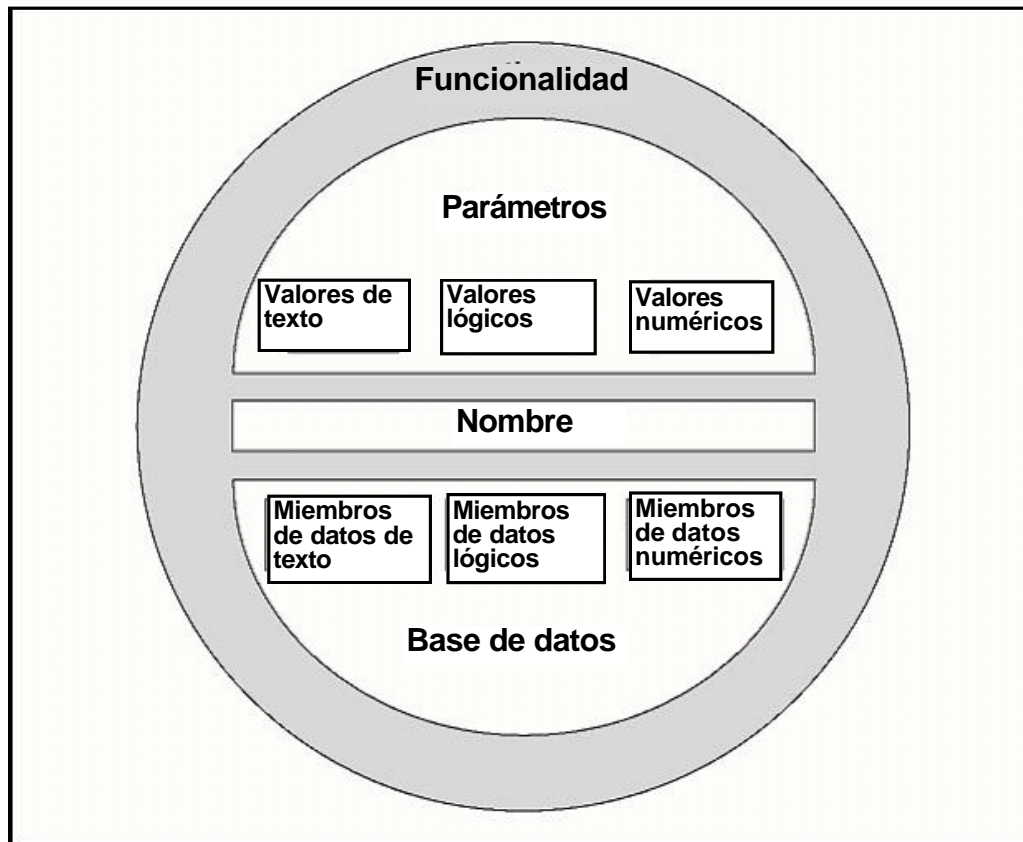 Funcionalidad
Parámetros
Valores de
texto
Valores
lógicos
Valores
numéricos
Nombre
Miembros
de datos de
texto
Miembros
de datos
lógicos
Miembros
de datos
numéricos
Base de datos